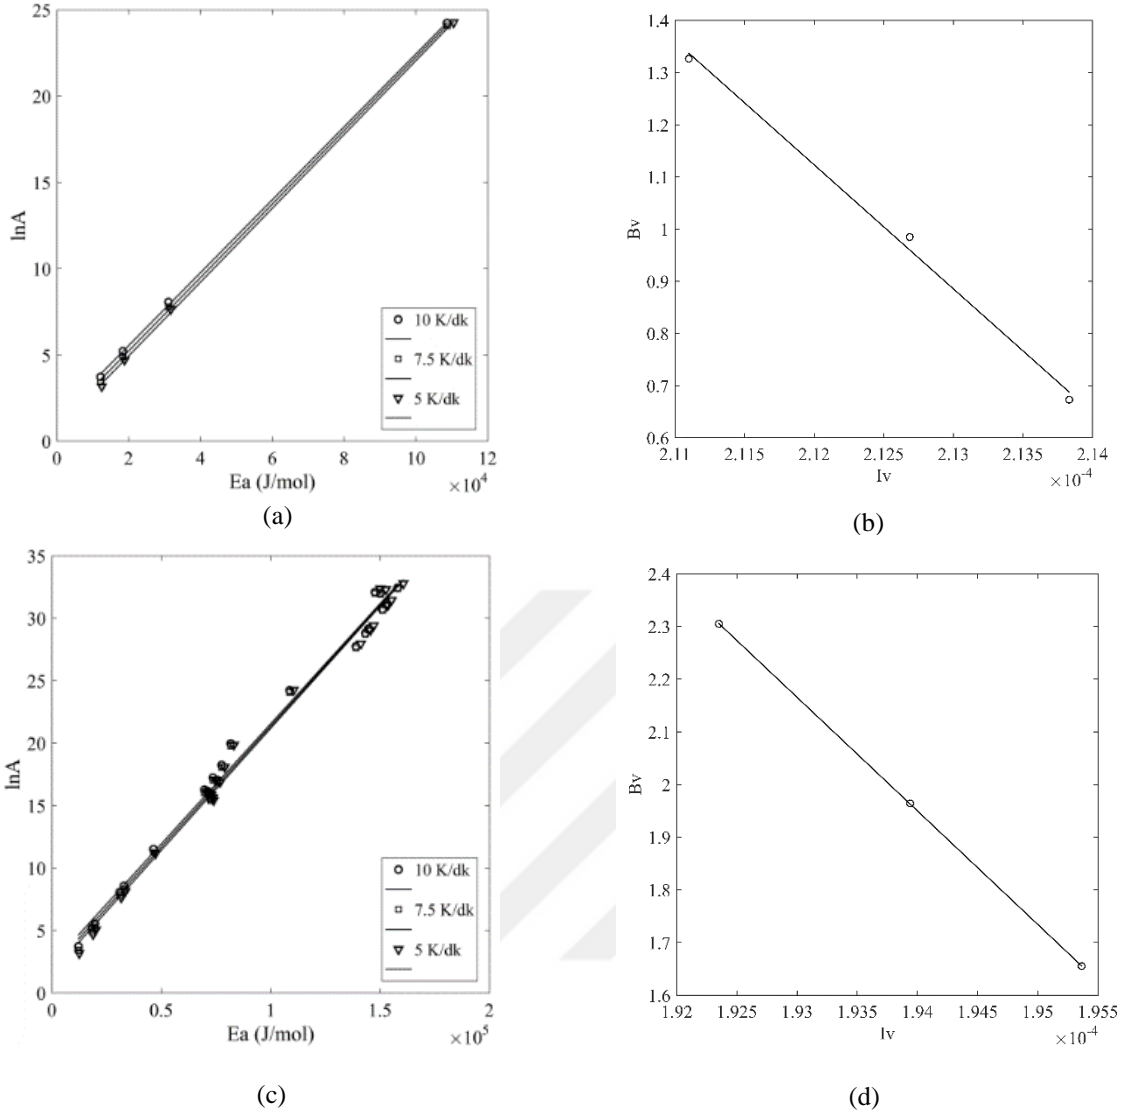 25
20
15
10
5
0
lnA
10 K/dk
7.5 K/dk
5 K/dk
0 2 4 6 8 10 12
Ea (J/mol)
×10⁴
(a)
1.4
1.3
1.2
1.1
1
0.9
0.8
0.7
0.6
Bv
2.11 2.115 2.12 2.125 2.13 2.135 2.14
Iv
×10⁻⁴
(b)
35
30
25
20
15
10
5
0
lnA
10 K/dk
7.5 K/dk
5 K/dk
0 0.5 1 1.5 2
Ea (J/mol)
×10⁵
(c)
2.4
2.3
2.2
2.1
2
1.9
1.8
1.7
1.6
Bv
1.92 1.925 1.93 1.935 1.94 1.945 1.95 1.955
Iv
×10⁻⁴
(d)